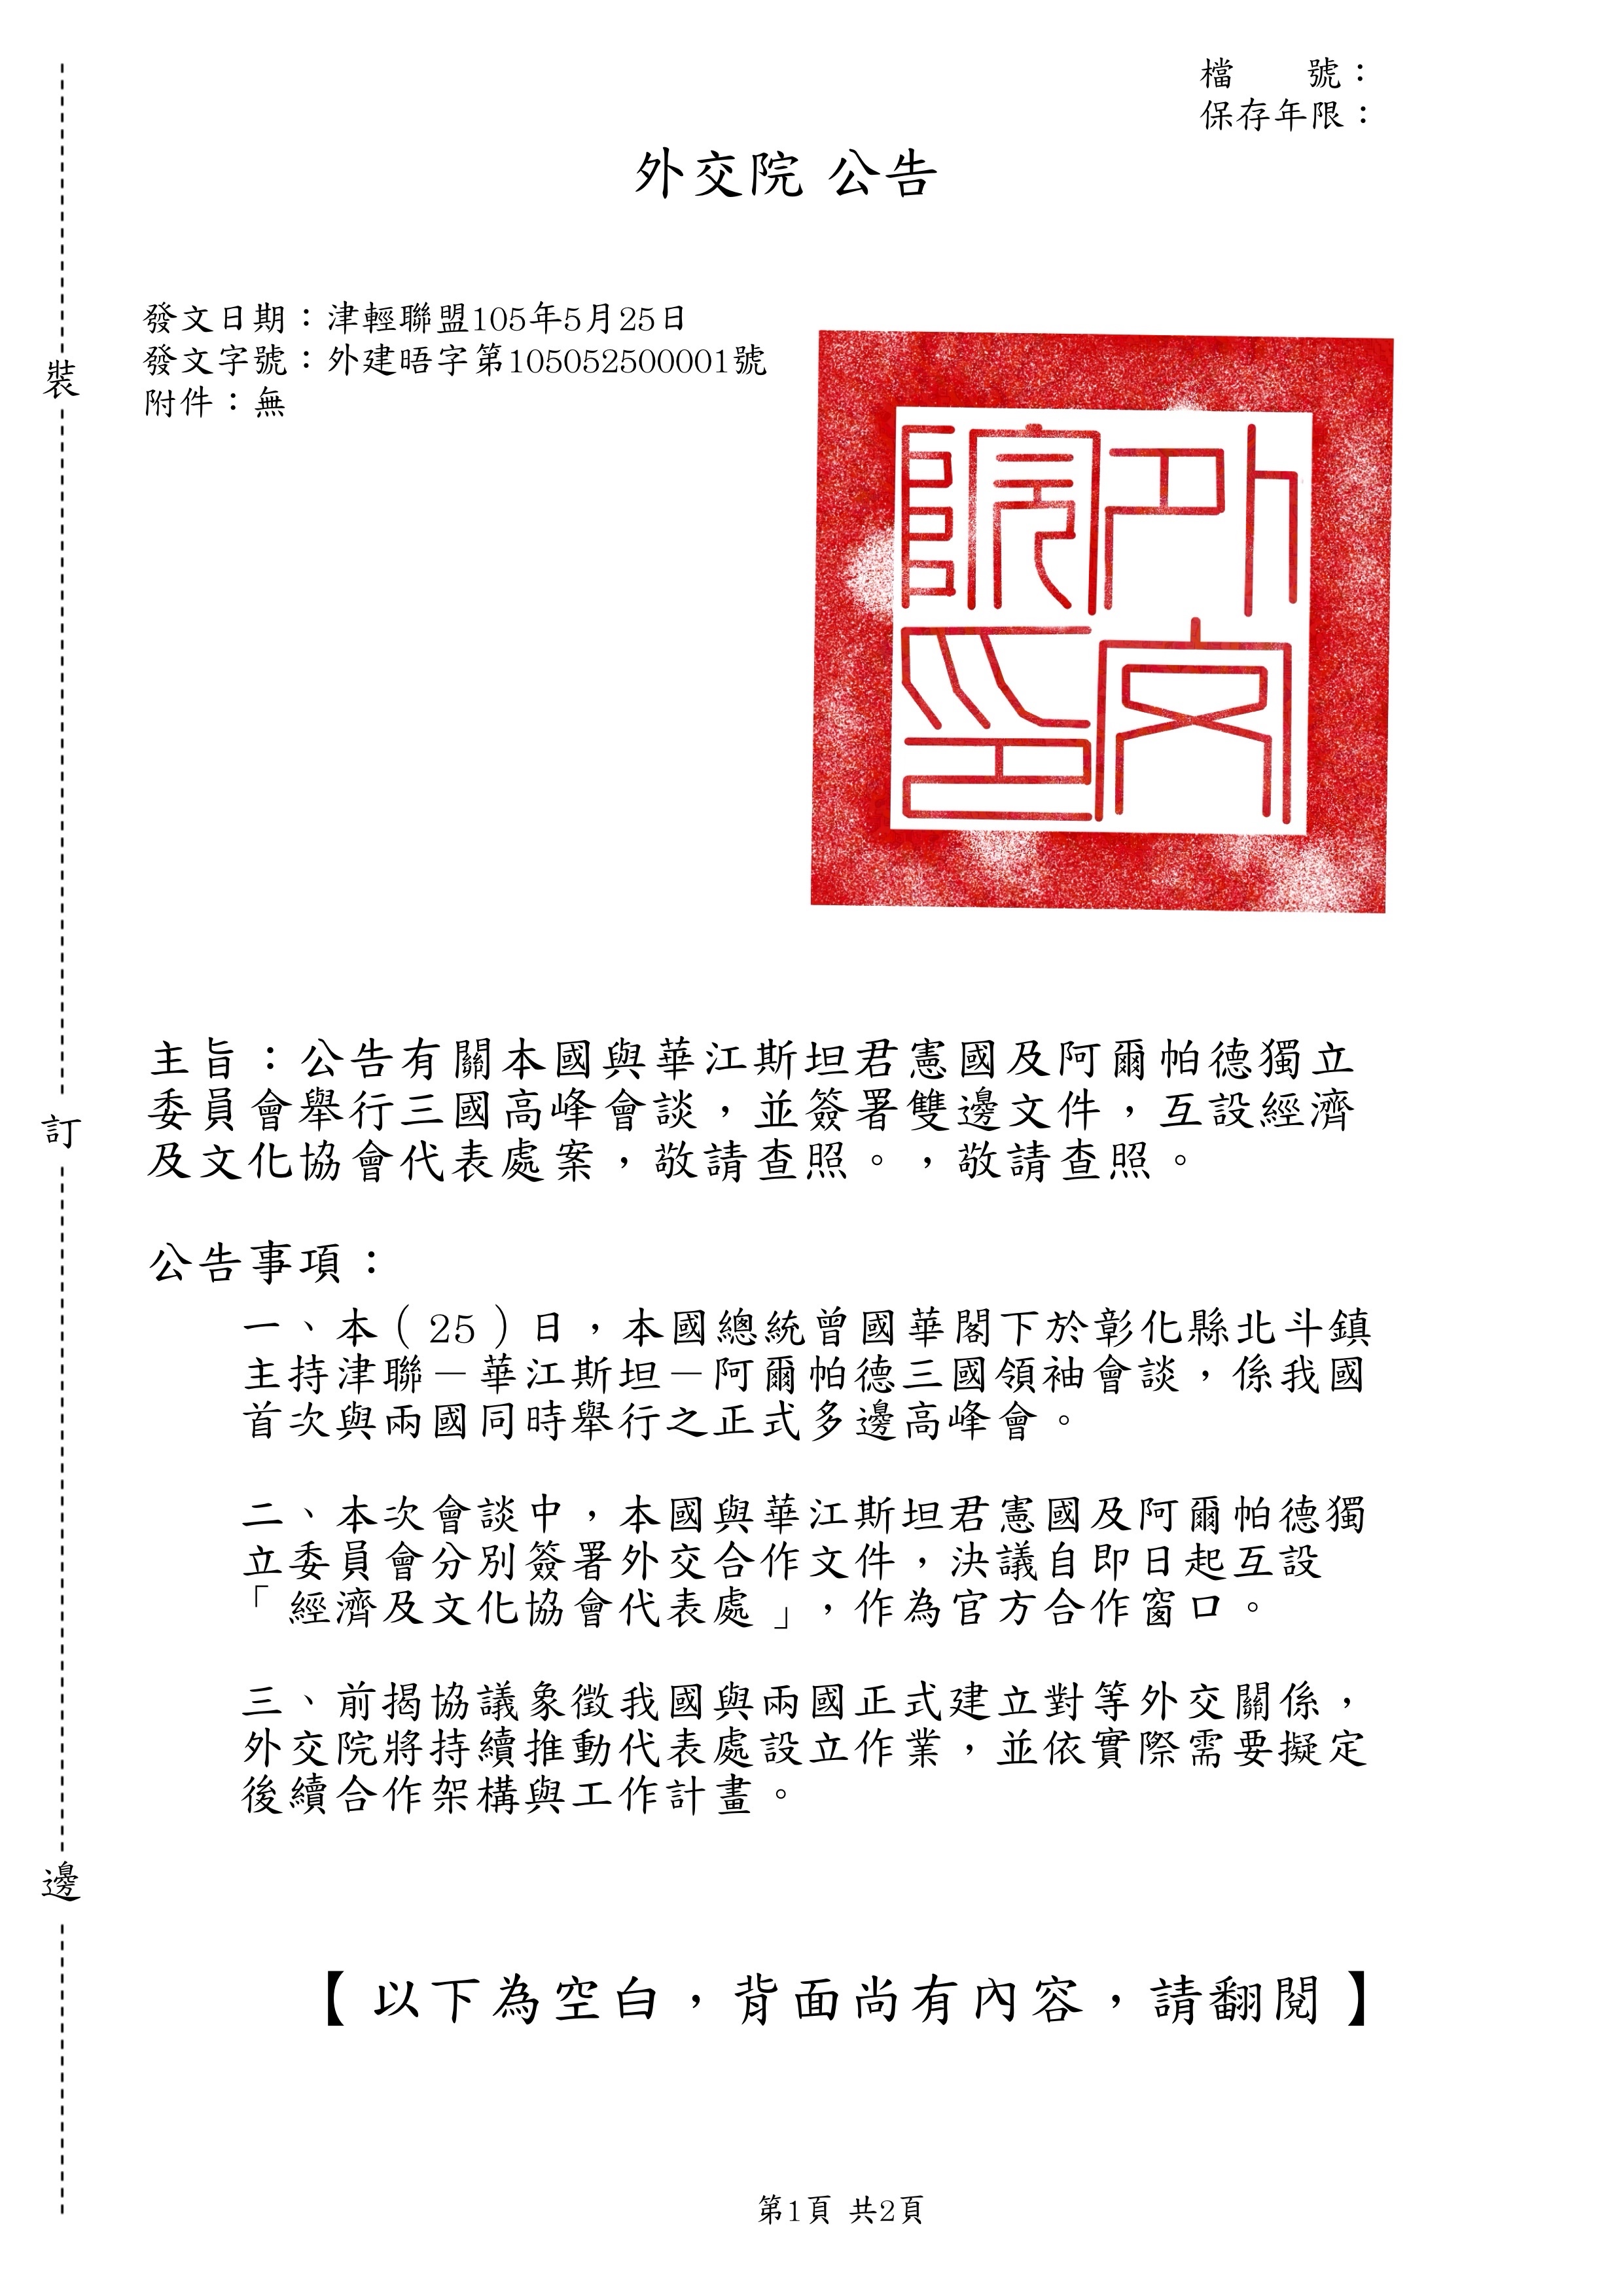 檔　　號：
保存年限：
外交院 公告
發文日期：津輕聯盟105年5月25日
發文字號：外建晤字第105052500001號
附件：無
外交院印
主旨：公告有關本國與華江斯坦君憲國及阿爾帕德獨立
委員會舉行三國高峰會談，並簽署雙邊文件，互設經濟
及文化協會代表處案，敬請查照。，敬請查照。
公告事項：
一、本（25）日，本國總統曾國華閣下於彰化縣北斗鎮
主持津聯－華江斯坦－阿爾帕德三國領袖會談，係我國
首次與兩國同時舉行之正式多邊高峰會。
二、本次會談中，本國與華江斯坦君憲國及阿爾帕德獨
立委員會分別簽署外交合作文件，決議自即日起互設
「經濟及文化協會代表處」，作為官方合作窗口。
三、前揭協議象徵我國與兩國正式建立對等外交關係，
外交院將持續推動代表處設立作業，並依實際需要擬定
後續合作架構與工作計畫。
【以下為空白，背面尚有內容，請翻閱】
第1頁 共2頁
裝
訂
邊